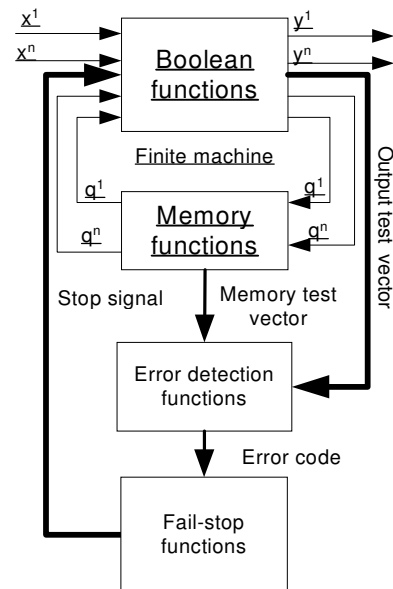 x¹
xⁿ
y¹
yⁿ
Boolean
functions
Finite machine
q¹
q¹
Memory
functions
qⁿ
qⁿ
Output test vector
Stop signal
Memory test
vector
Error detection
functions
Error code
Fail-stop
functions